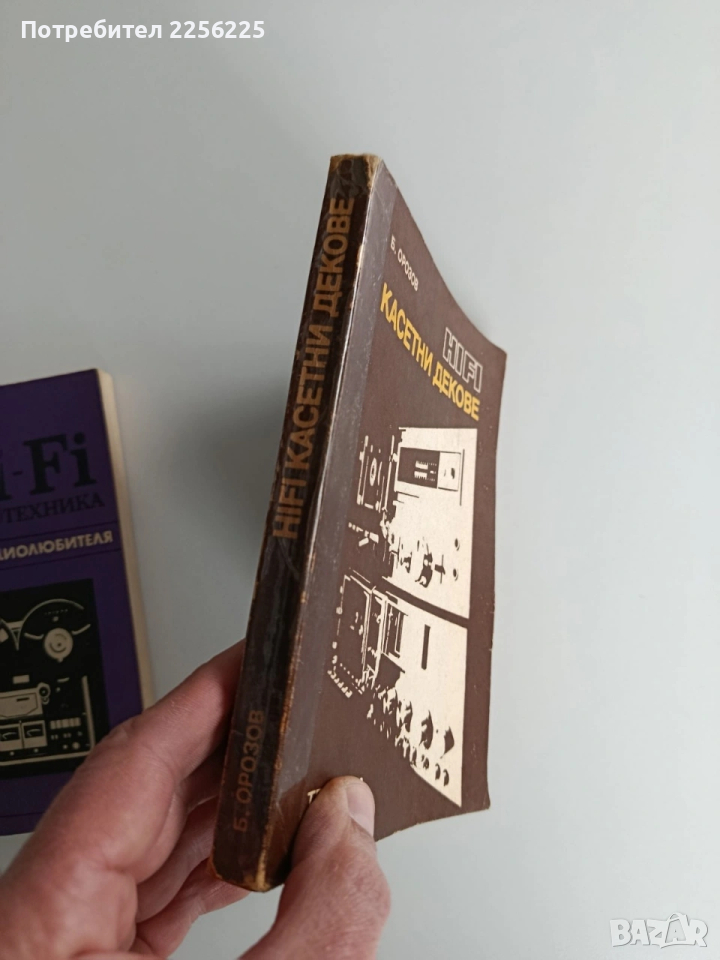 Потребител 2256225
HIFI КАСЕТНИ ДЕКОВЕ
Б. ОРОЗОВ
Б. ОРОЗОВ
HIFI
КАСЕТНИ ДЕКОВЕ
i-Fi
ТЕХНИКА
ДИОЛЮБИТЕЛЯ
BAZAR